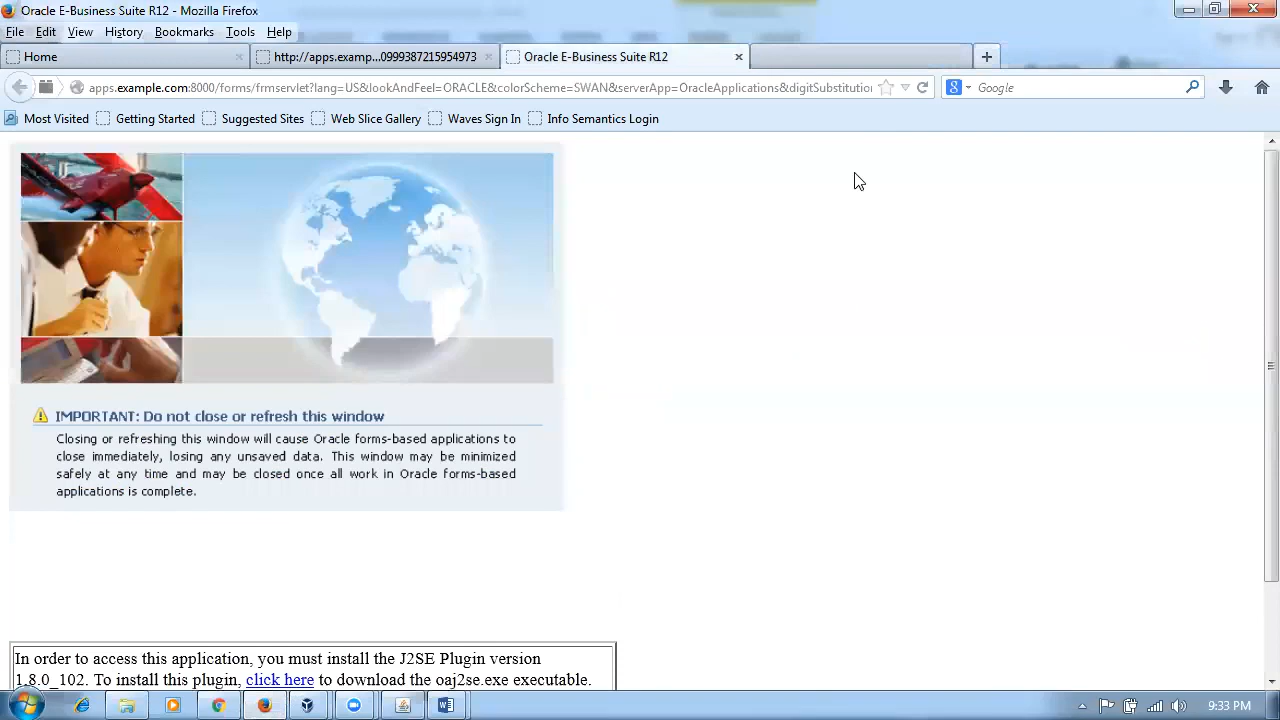 Oracle E-Business Suite R12 - Mozilla Firefox
File Edit View History Bookmarks Tools Help
Home http://apps.examp...0999387215954973 Oracle E-Business Suite R12
apps.example.com:8000/forms/frmservlet?lang=US&lookAndFeel=ORACLE&colorScheme=SWAN&serverApp=OracleApplications&digitSubstitution Google
Most Visited Getting Started Suggested Sites Web Slice Gallery Waves Sign In Info Semantics Login
IMPORTANT: Do not close or refresh this window
Closing or refreshing this window will cause Oracle forms-based applications to
close immediately, losing any unsaved data. This window may be minimized
safely at any time and may be closed once all work in Oracle forms-based
applications is complete.
In order to access this application, you must install the J2SE Plugin version
1.8.0_102. To install this plugin, click here to download the oaj2se.exe executable.
9:33 PM